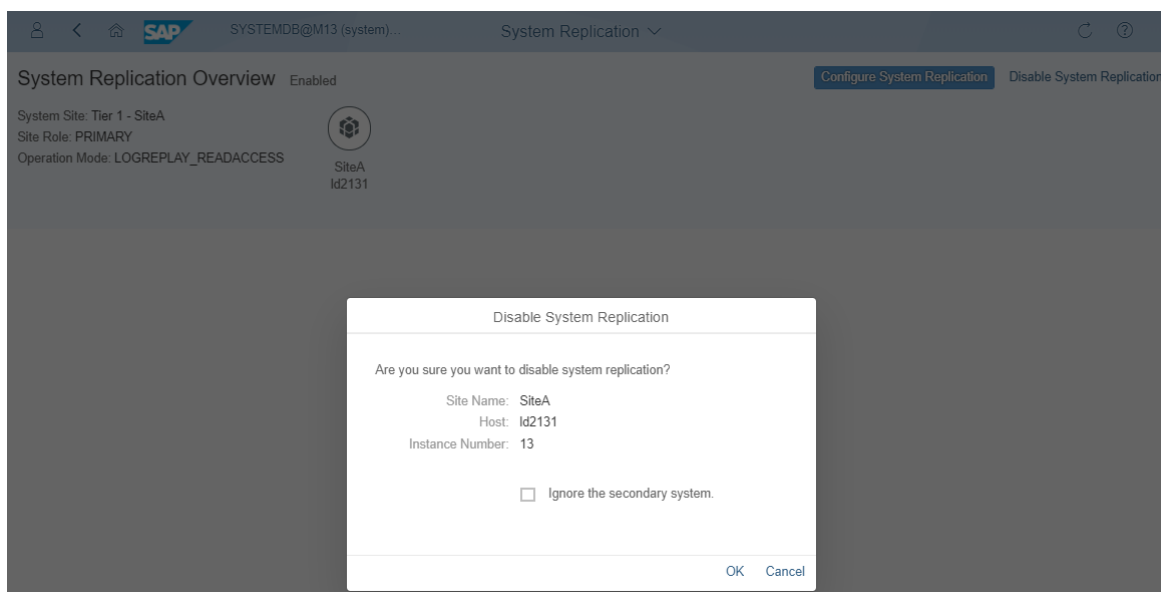 SAP SYSTEMDB@M13 (system)... System Replication
System Replication Overview Enabled
Configure System Replication Disable System Replication
System Site: Tier 1 - SiteA
Site Role: PRIMARY
Operation Mode: LOGREPLAY_READACCESS
SiteA
ld2131
Disable System Replication
Are you sure you want to disable system replication?
Site Name: SiteA
Host: ld2131
Instance Number: 13
Ignore the secondary system.
OK Cancel